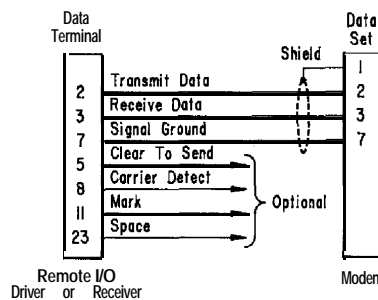 Data
Terminal
Data
Set
Shield
1
2 Transmit Data 2
3 Receive Data 3
7 Signal Ground 7
5 Clear To Send
8 Carrier Detect
Optional
11 Mark
23 Space
Remote I/O
Driver or Receiver
Modem